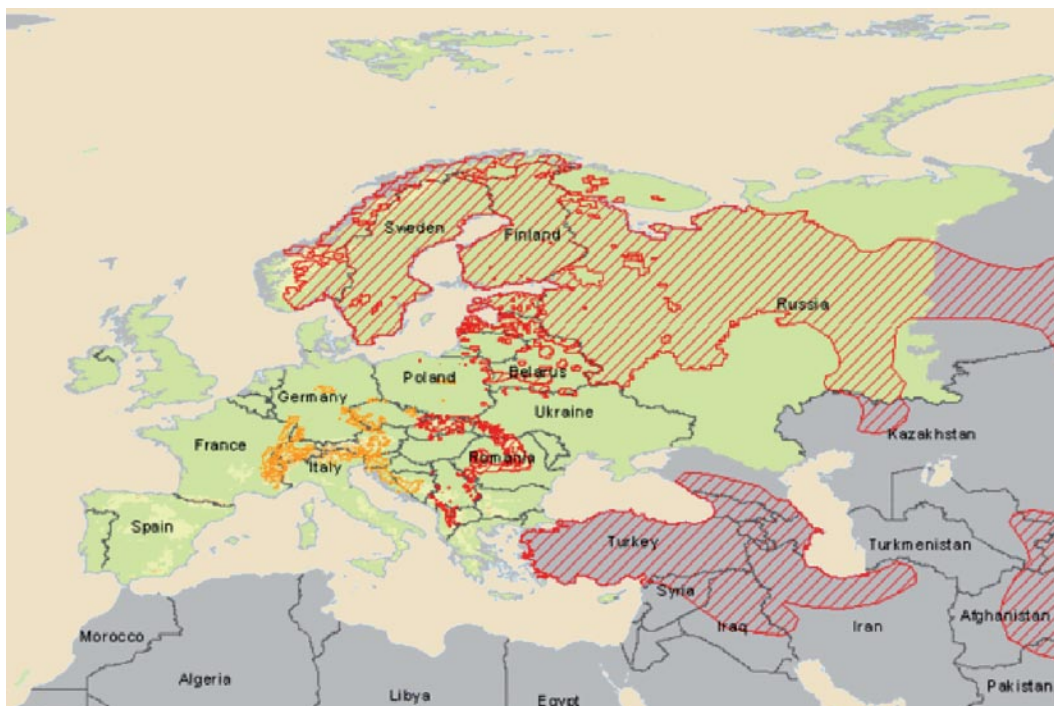 Sweden
Finland
Russia
Poland
Belarus
Germany
Ukraine
France
Romania
Kazakhstan
Italy
Spain
Turkey
Turkmenistan
Syria
Afghanistan
Iraq
Iran
Morocco
Algeria
Libya
Egypt
Pakistan